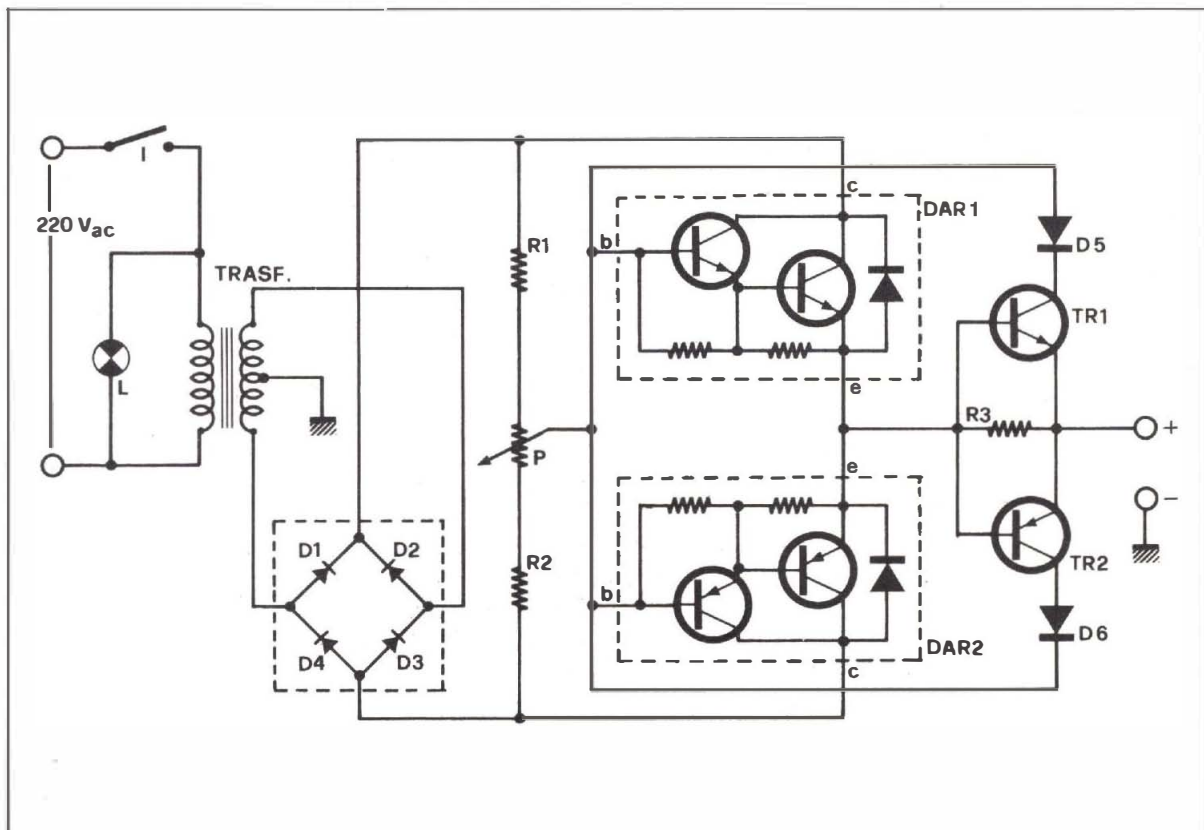 I
220 Vac
L
TRASF.
D1
D2
D4
D3
R1
P
R2
b
c
DAR1
e
e
b
DAR2
c
D5
TR1
R3
+
-
TR2
D6